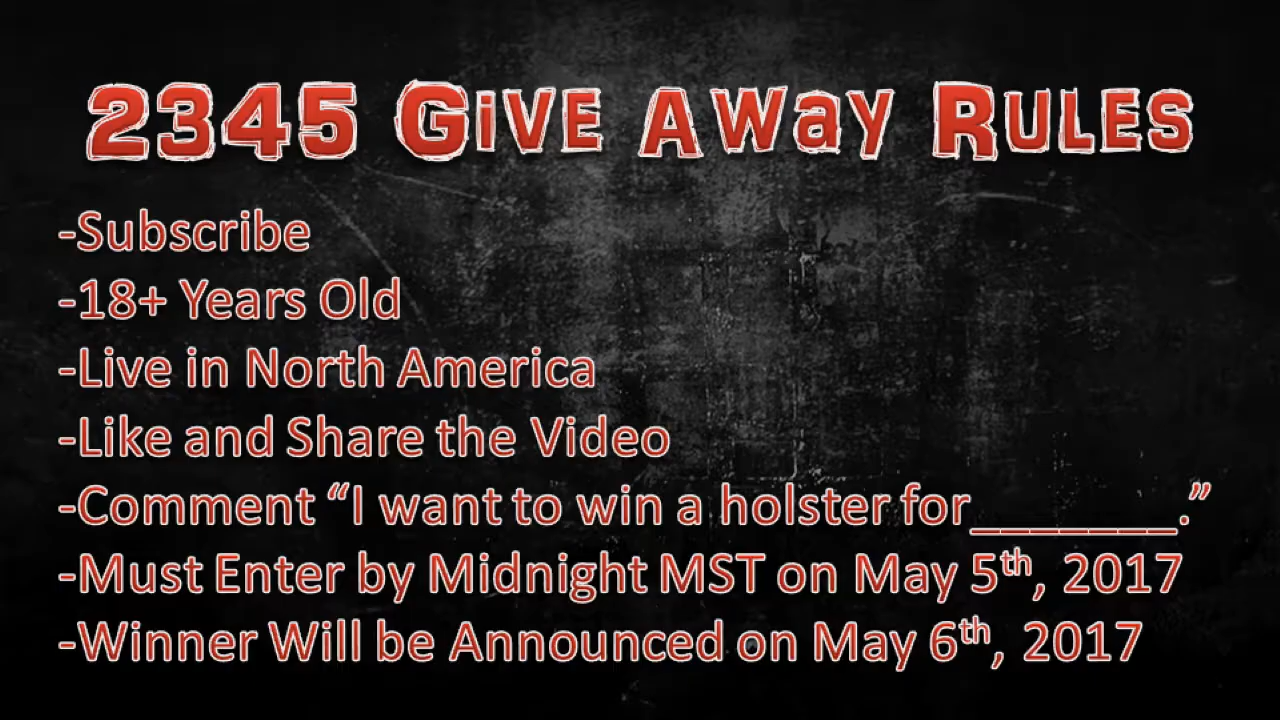 2345 Give Away Rules
-Subscribe
-18+ Years Old
-Live in North America
-Like and Share the Video
-Comment “I want to win a holster for_______.”
-Must Enter by Midnight MST on May 5th, 2017
-Winner Will be Announced on May 6th, 2017